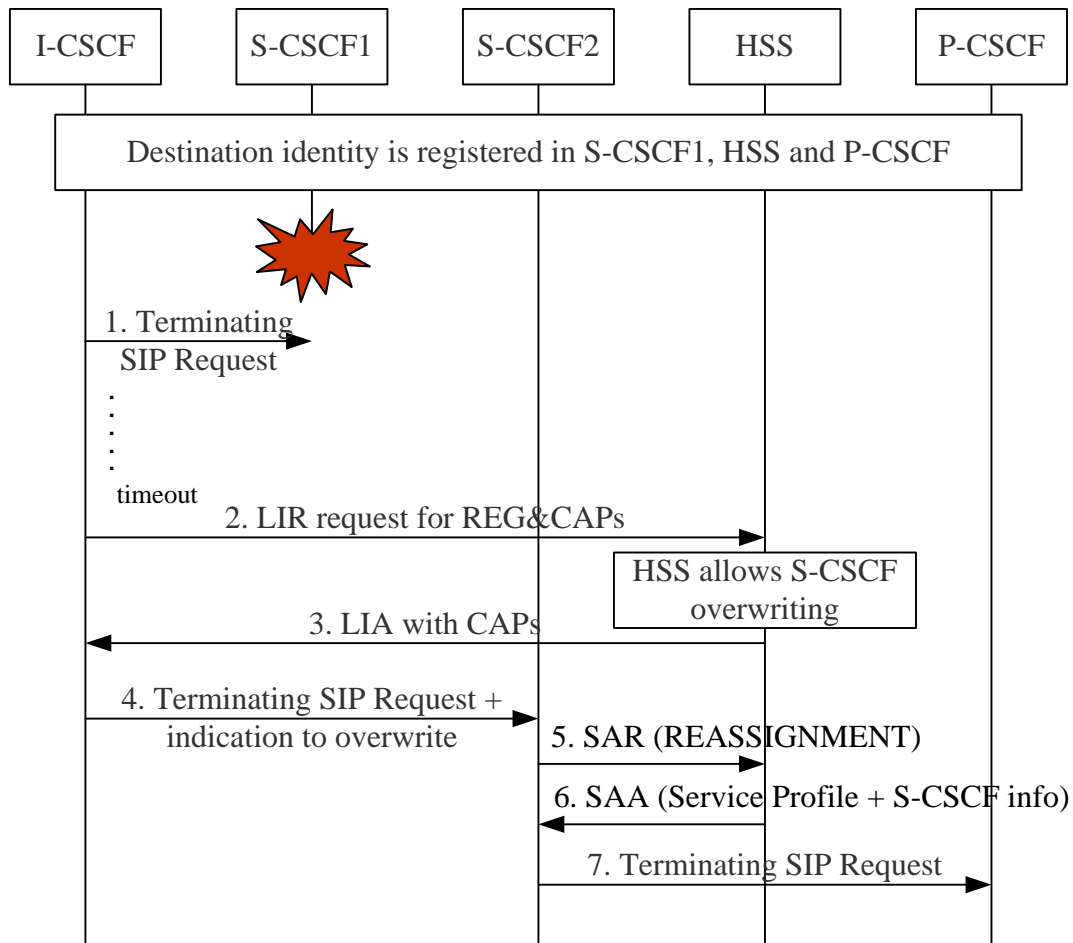 I-CSCF
S-CSCF1
S-CSCF2
HSS
P-CSCF
Destination identity is registered in S-CSCF1, HSS and P-CSCF
1. Terminating
SIP Request
timeout
2. LIR request for REG&CAPs
HSS allows S-CSCF
overwriting
3. LIA with CAPs
4. Terminating SIP Request +
indication to overwrite
5. SAR (REASSIGNMENT)
6. SAA (Service Profile + S-CSCF info)
7. Terminating SIP Request